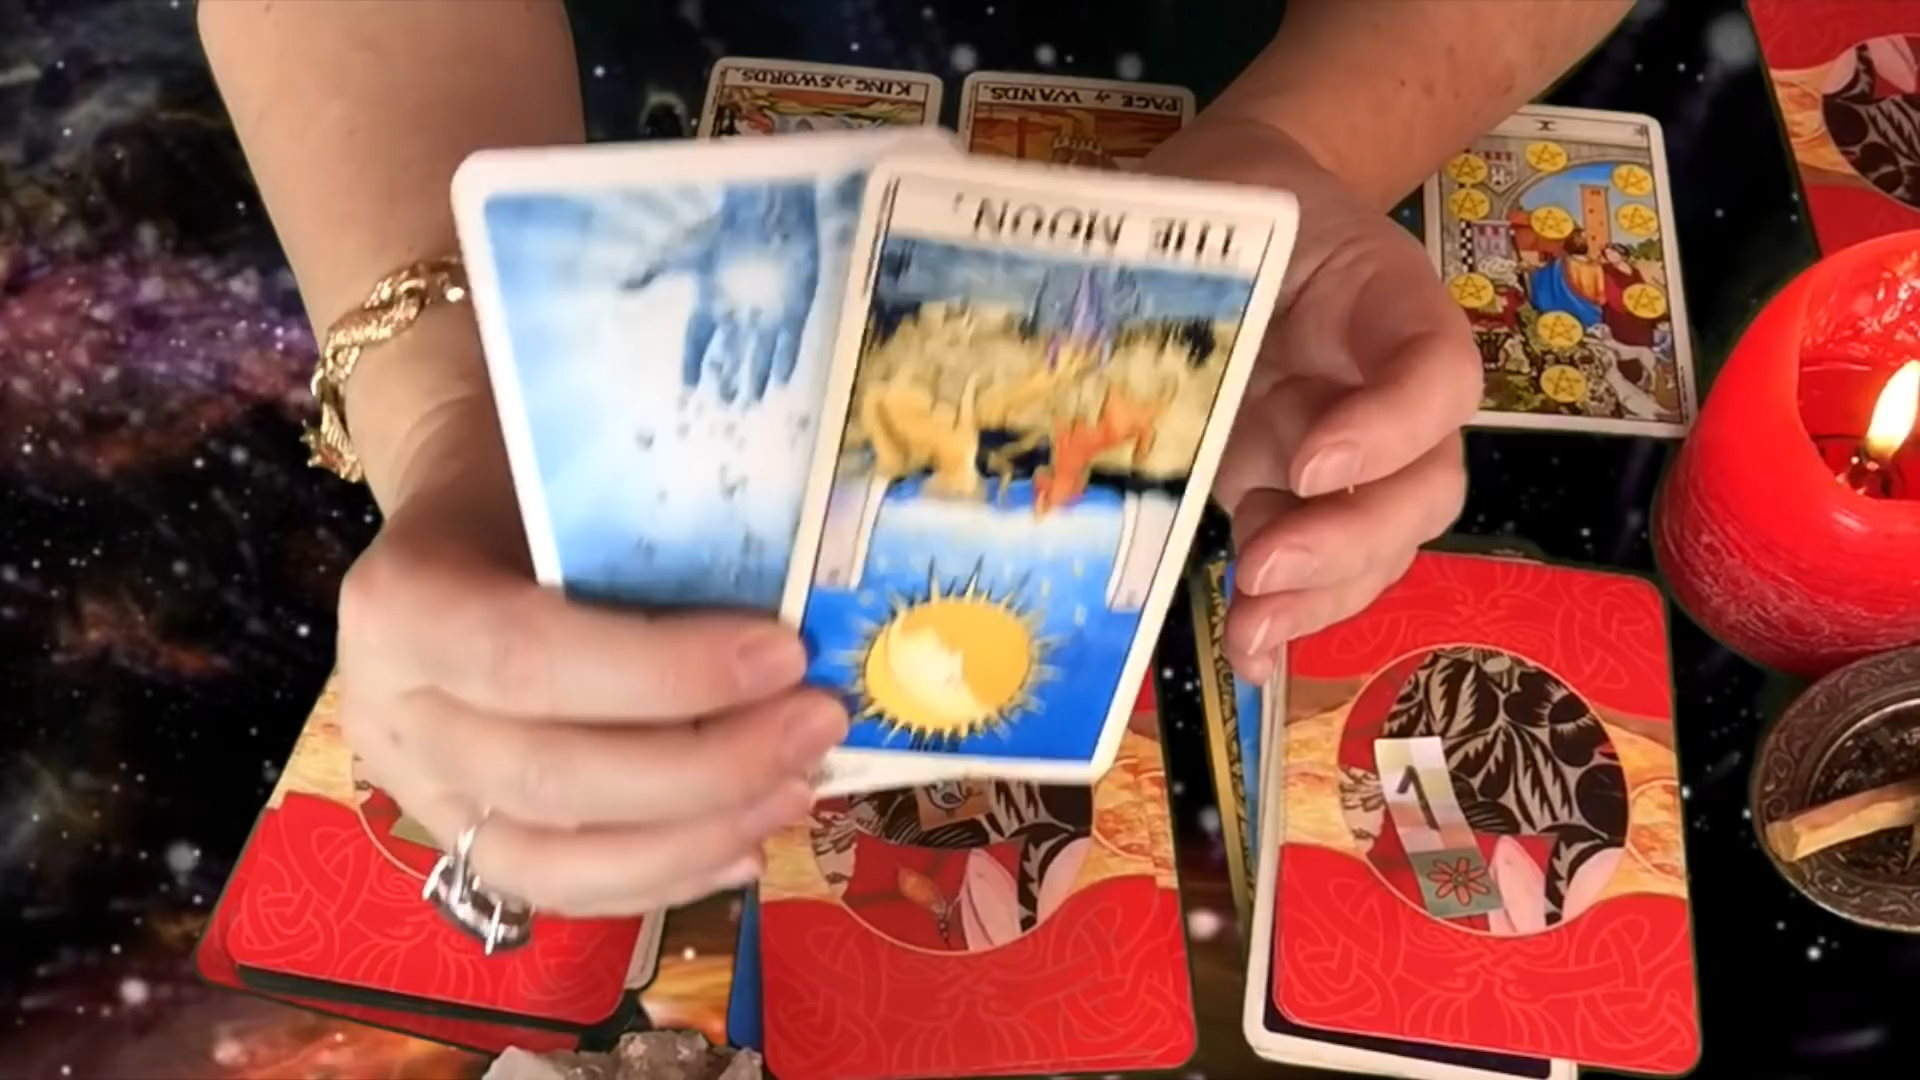 KING of SWORDS.
PAGE of WANDS.
X
THE MOON.
1